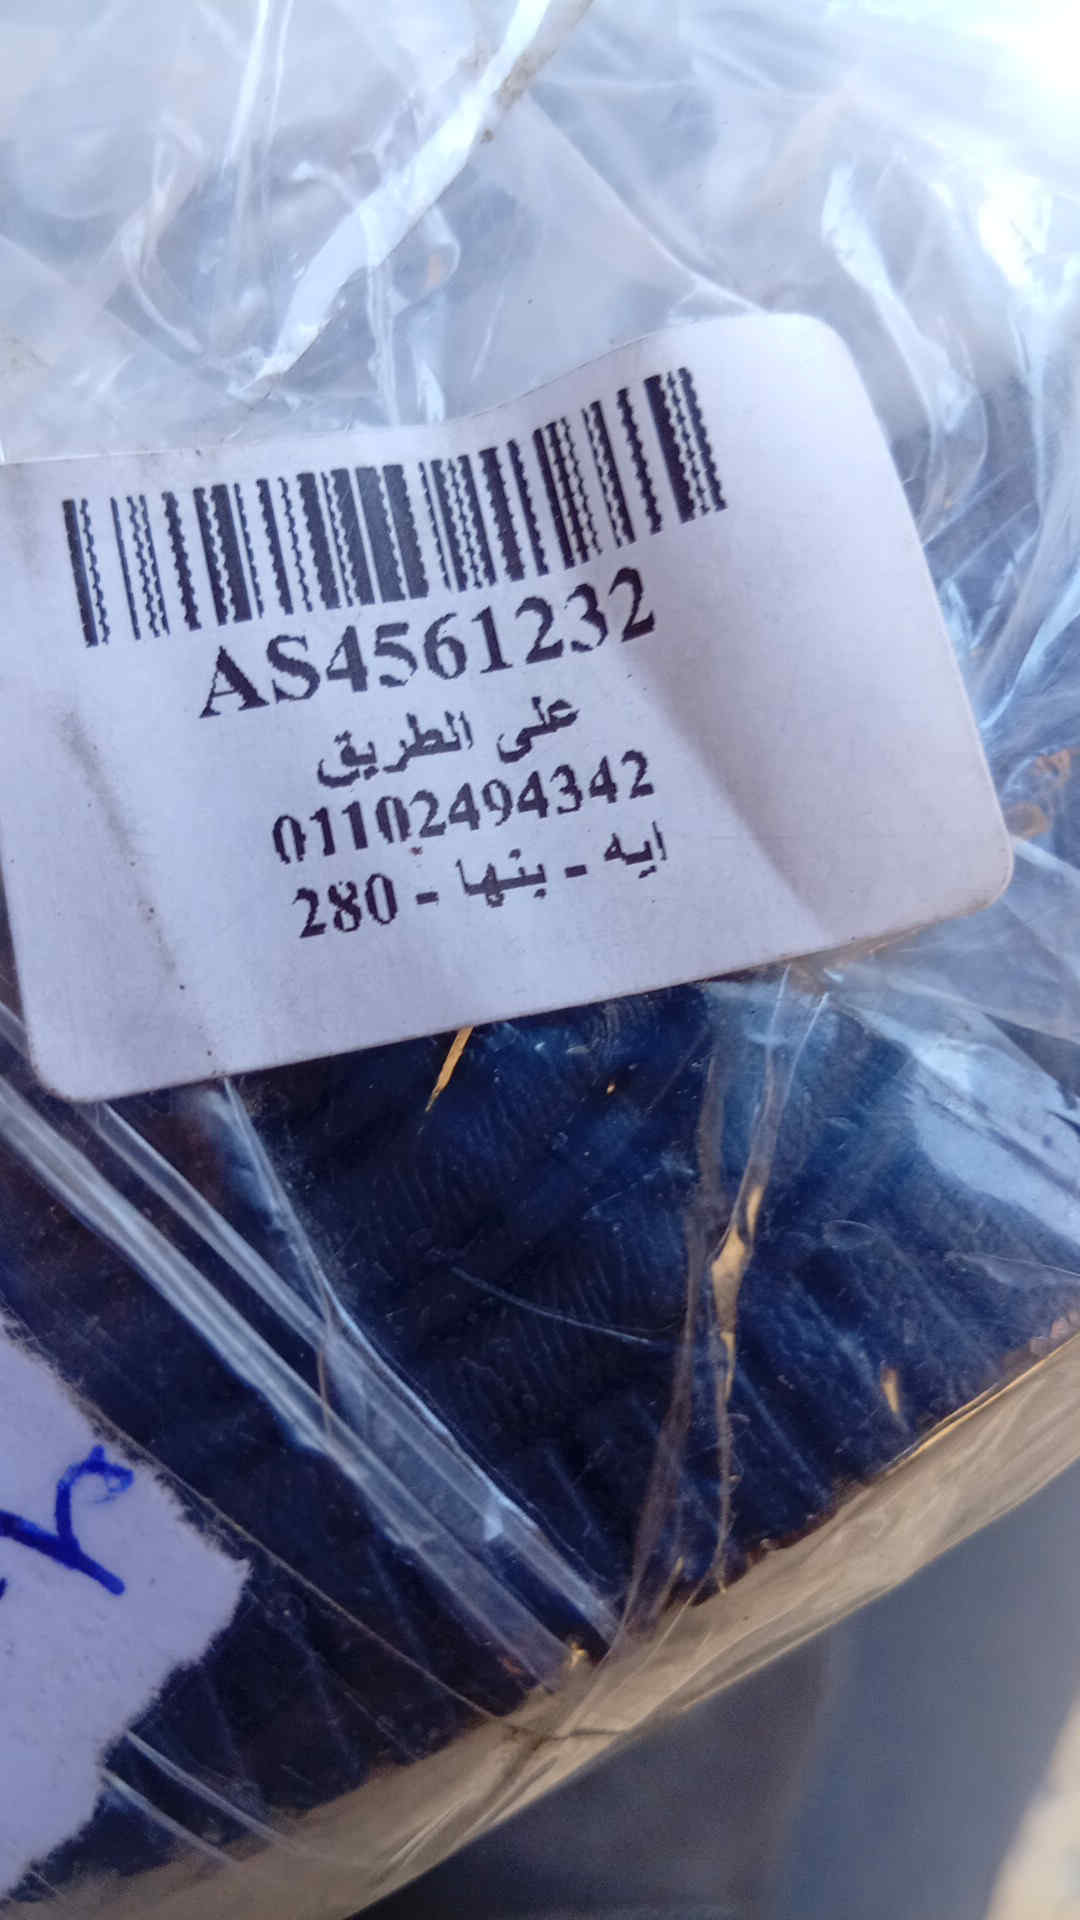 AS4561232
على الطريق
01102494342
ايه - بنها - 280